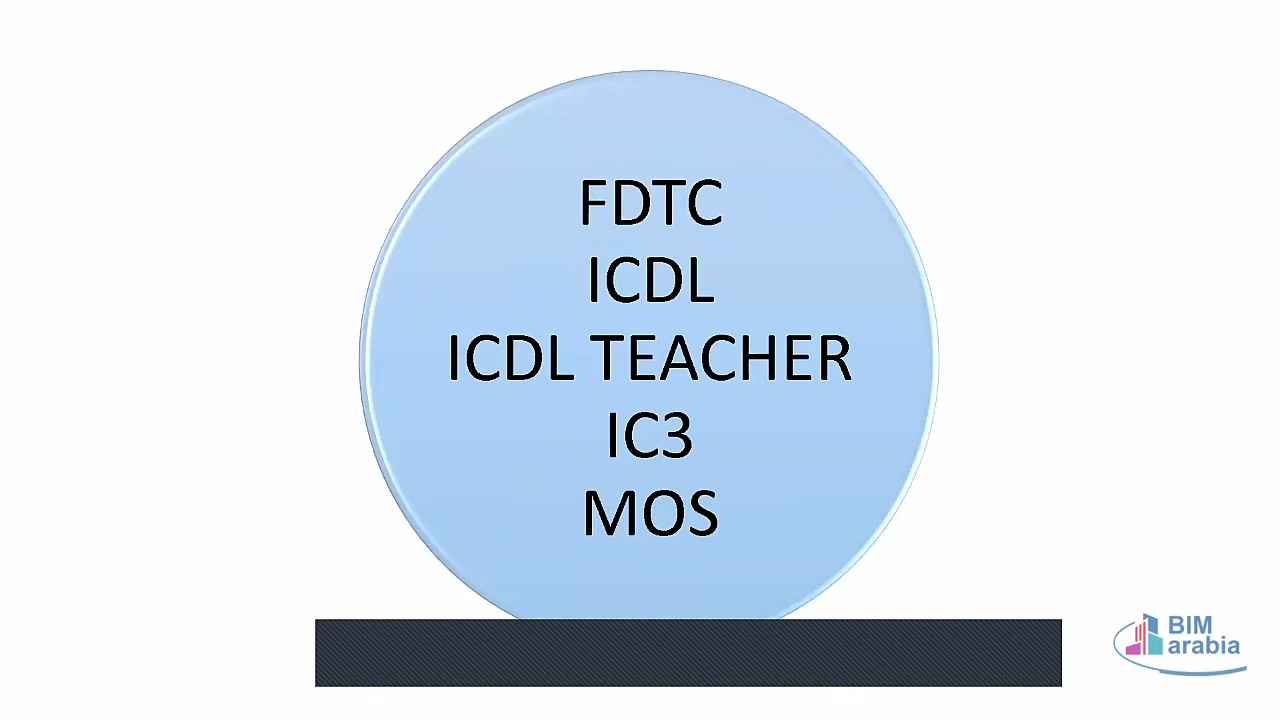 FDTC
ICDL
ICDL TEACHER
IC3
MOS
BIM
arabia